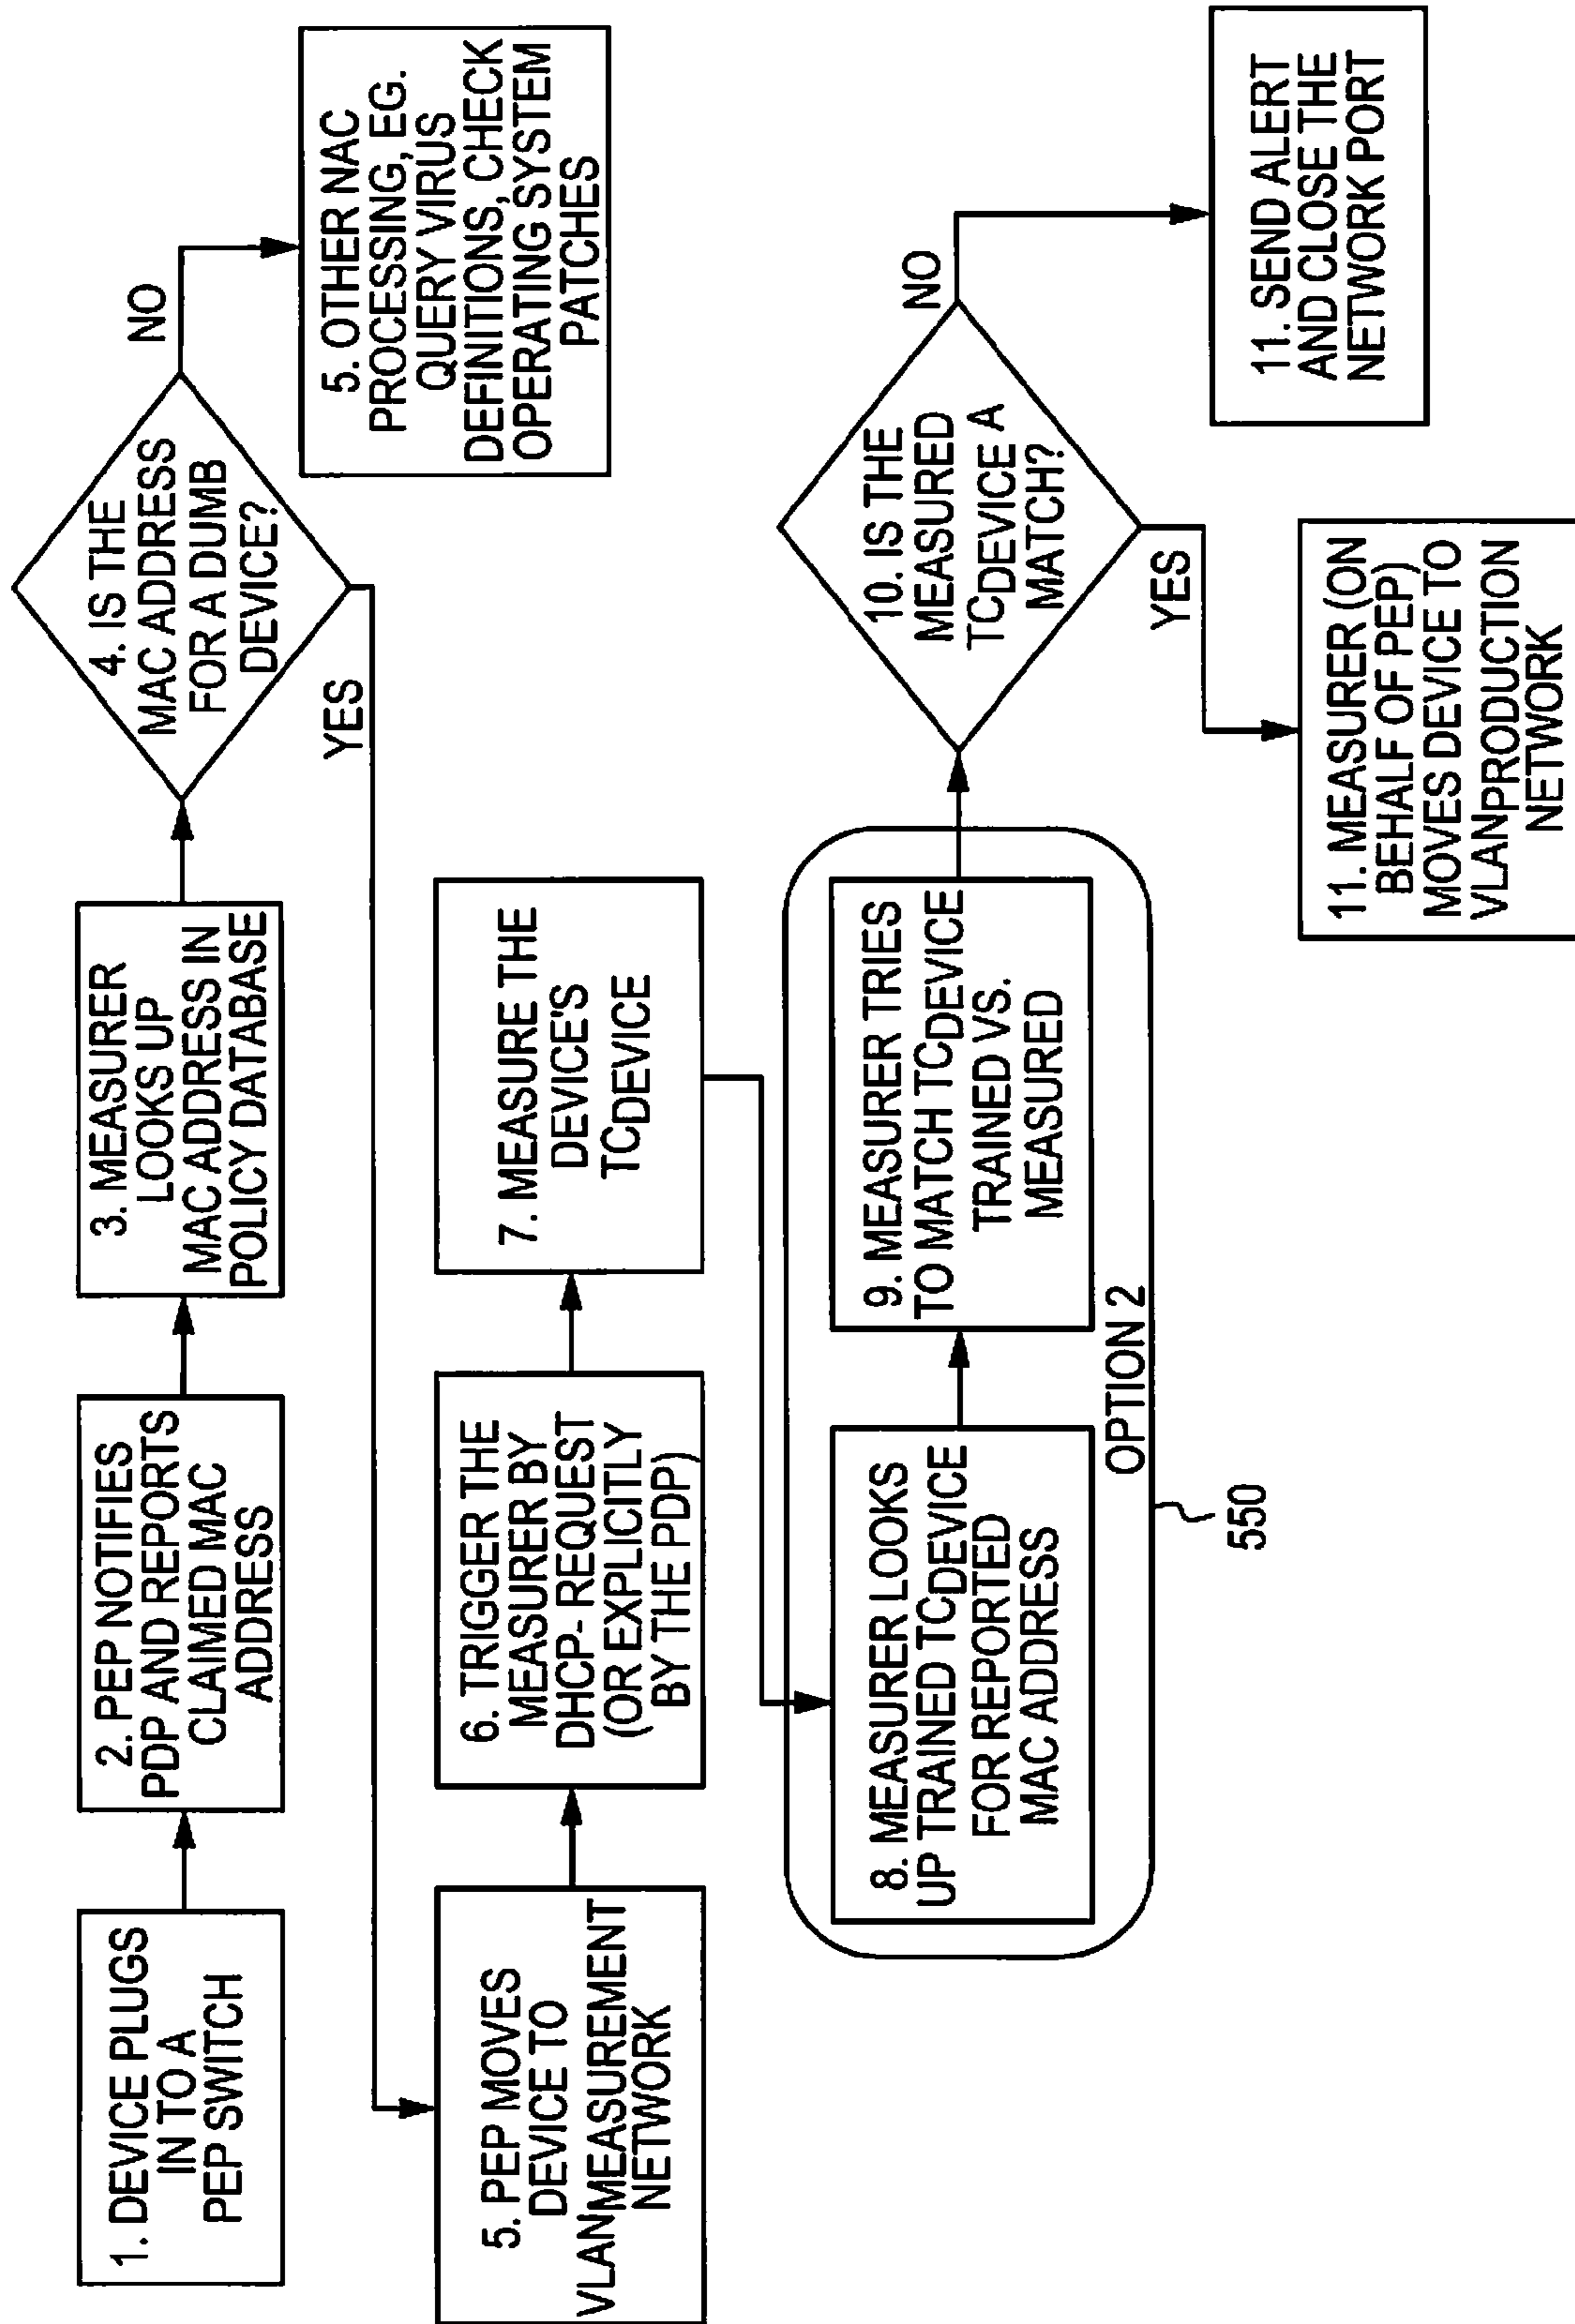 1. DEVICE PLUGS
IN TO A
PEP SWITCH
2. PEP NOTIFIES
PDP AND REPORTS
CLAIMED MAC
ADDRESS
3. MEASURER
LOOKS UP
MAC ADDRESS IN
POLICY DATABASE
4. IS THE
MAC ADDRESS
FOR A DUMB
DEVICE?
NO
5. OTHER NAC
PROCESSING, EG.
QUERY VIRUS
DEFINITIONS, CHECK
OPERATING SYSTEM
PATCHES
YES
5. PEP MOVES
DEVICE TO
VLANMEASUREMENT
NETWORK
6. TRIGGER THE
MEASURER BY
DHCP- REQUEST
(OR EXPLICITLY
BY THE PDP)
7. MEASURE THE
DEVICE'S
TCDEVICE
8. MEASURER LOOKS
UP TRAINED TCDEVICE
FOR REPORTED
MAC ADDRESS
9. MEASURER TRIES
TO MATCH TCDEVICE
TRAINED VS.
MEASURED
OPTION 2
550
10. IS THE
MEASURED
TCDEVICE A
MATCH?
NO
11. SEND ALERT
AND CLOSE THE
NETWORK PORT
YES
11. MEASURER (ON
BEHALF OF PEP)
MOVES DEVICE TO
VLANPRODUCTION
NETWORK